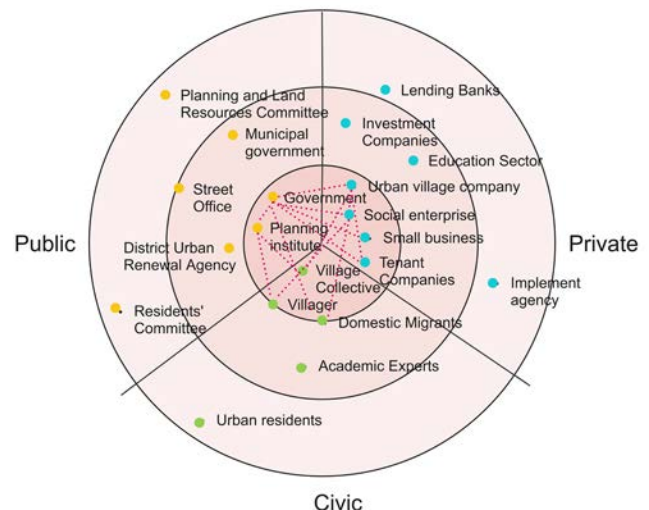 Lending Banks
Planning and Land
Resources Committee
Investment
Companies
Municipal
government
Education Sector
Street
Office
Government
Urban village company
Social enterprise
Planning
institute
Small business
Public
Private
District Urban
Renewal Agency
Tenant
Companies
Village
Collective
Implement
agency
Residents'
Committee
Villager
Domestic Migrants
Academic Experts
Urban residents
Civic